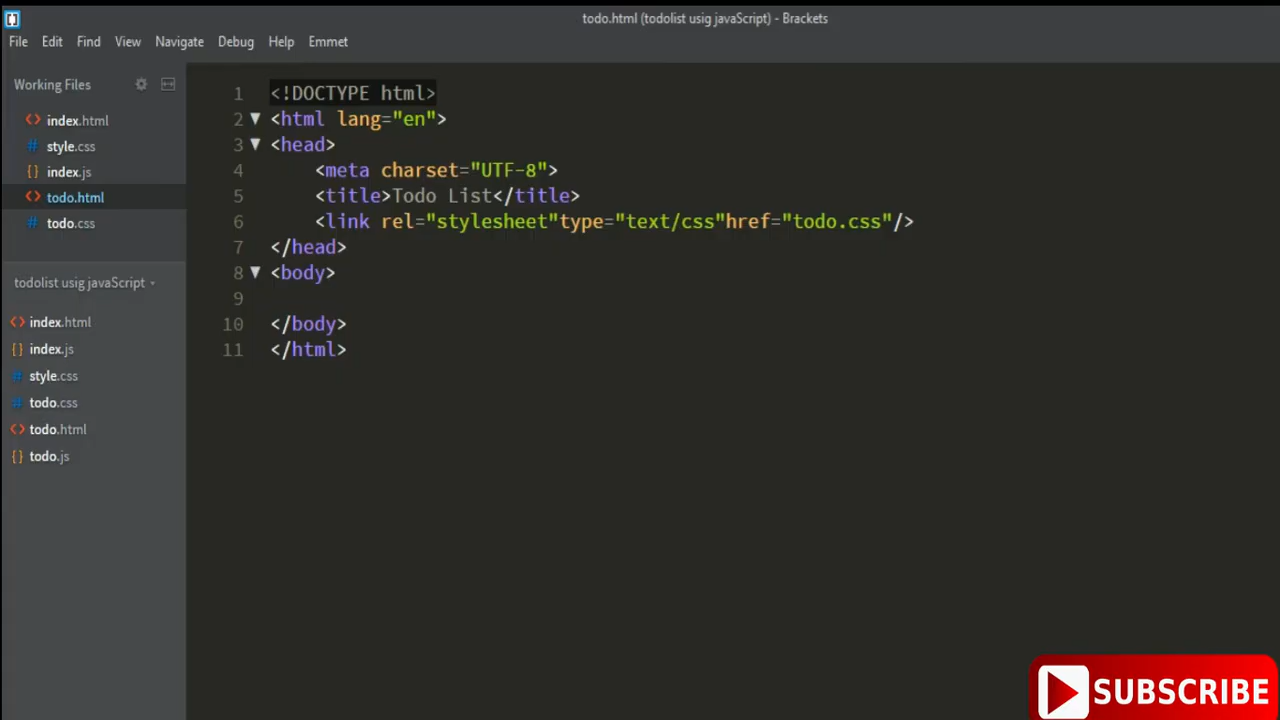 todo.html (todolist usig javaScript) - Brackets
File Edit Find View Navigate Debug Help Emmet
Working Files
index.html
style.css
index.js
todo.html
todo.css
todolist usig javaScript
index.html
index.js
style.css
todo.css
todo.html
todo.js
1 <!DOCTYPE html>
2 <html lang="en">
3 <head>
4 <meta charset="UTF-8">
5 <title>Todo List</title>
6 <link rel="stylesheet"type="text/css"href="todo.css"/>
7 </head>
8 <body>
9
10 </body>
11 </html>
SUBSCRIBE